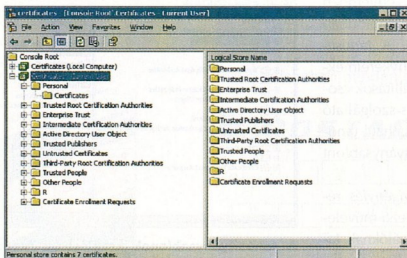 certificates - [Console Root\Certificates - Current User]
File Action View Favorites Window Help
Console Root
Certificates (Local Computer)
Certificates - Current User
Personal
Certificates
Trusted Root Certification Authorities
Enterprise Trust
Intermediate Certification Authorities
Active Directory User Object
Trusted Publishers
Untrusted Certificates
Third-Party Root Certification Authorities
Trusted People
Other People
R
Certificate Enrollment Requests
Logical Store Name
Personal
Trusted Root Certification Authorities
Enterprise Trust
Intermediate Certification Authorities
Active Directory User Object
Trusted Publishers
Untrusted Certificates
Third-Party Root Certification Authorities
Trusted People
Other People
R
Certificate Enrollment Requests
Personal store contains 7 certificates.